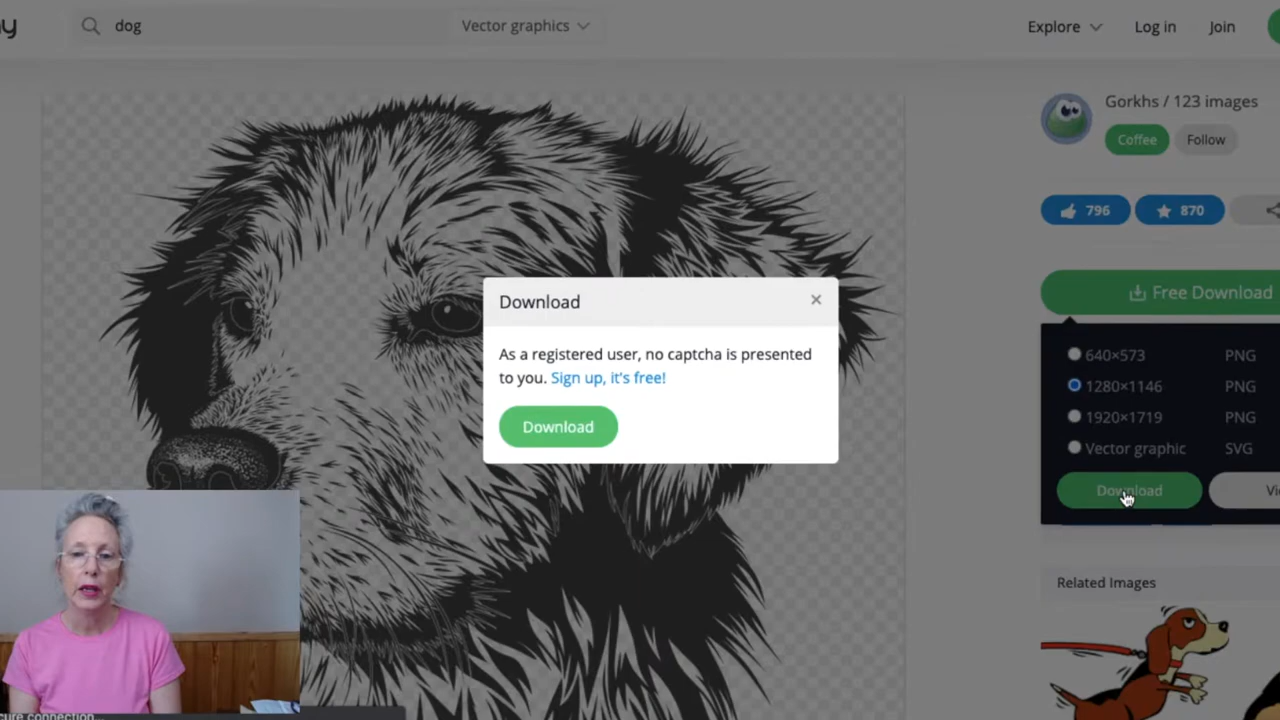 dog
Vector graphics
Explore
Log in
Join
Gorkhs / 123 images
Coffee
Follow
796
870
Free Download
640×573 PNG
1280×1146 PNG
1920×1719 PNG
Vector graphic SVG
Download
Download
As a registered user, no captcha is presented
to you. Sign up, it's free!
Download
Related Images